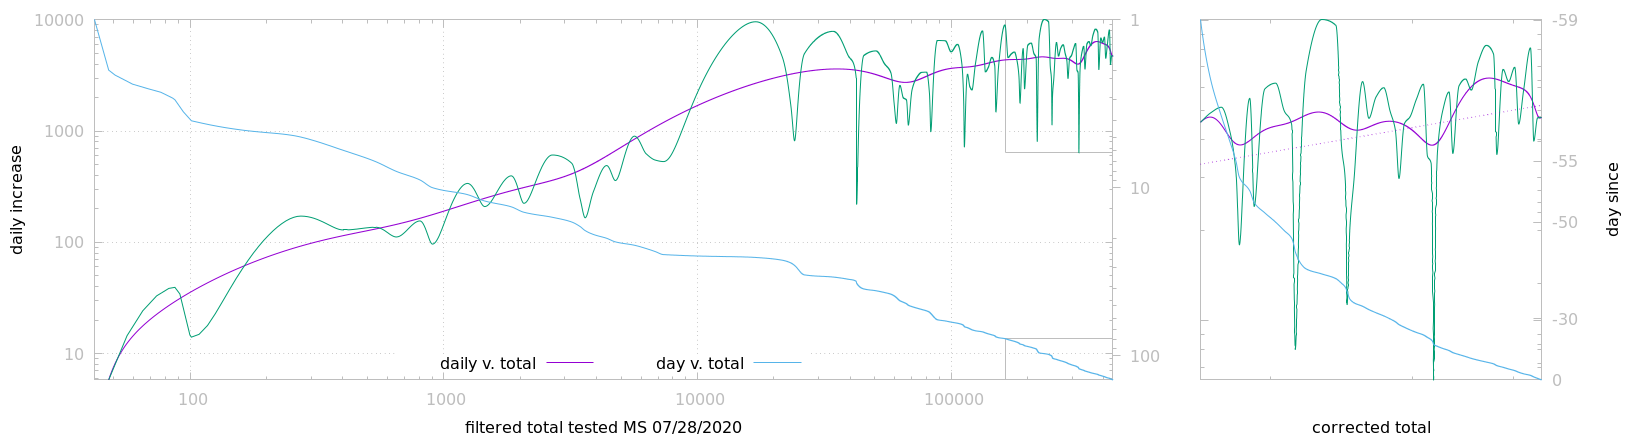 10000
1000
100
10
daily increase
1
10
100
daily v. total
day v. total
100
1000
10000
100000
filtered total tested MS 07/28/2020
-59
-55
-50
-30
0
day since
corrected total